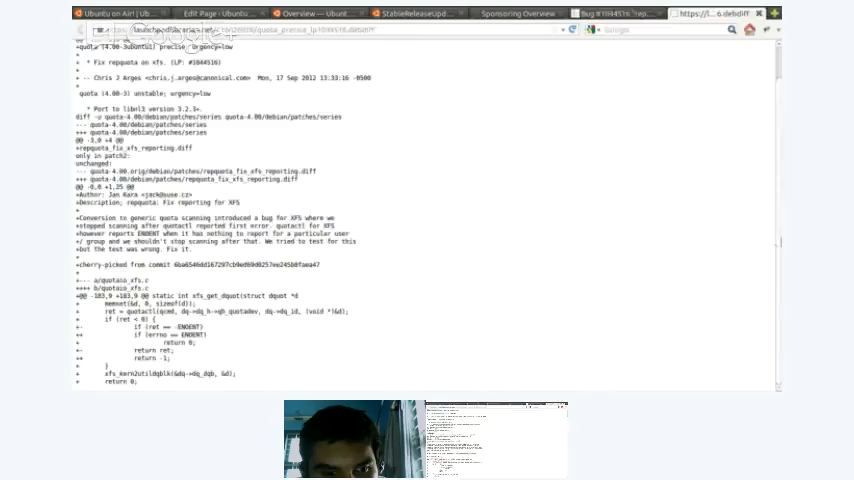 Ubuntu on Air! | Ub... Edit Page · Ubuntu ... Overview — Ubunt... StableReleaseUpd... Sponsoring Overview Bug #1044516 “rep... https://l... 6.debdiff
Google
+quota (4.00-3ubuntu1) precise; urgency=low
+
+ * Fix repquota on xfs. (LP: #1044516)
+
+ -- Chris J Arges <chris.j.arges@canonical.com> Mon, 17 Sep 2012 13:33:16 -0500
+
quota (4.00-3) unstable; urgency=low
* Port to libnl3 version 3.2.3+.
diff -u quota-4.00/debian/patches/series quota-4.00/debian/patches/series
--- quota-4.00/debian/patches/series
+++ quota-4.00/debian/patches/series
@@ -3,0 +4 @@
+repquota_fix_xfs_reporting.diff
only in patch2:
unchanged:
--- quota-4.00.orig/debian/patches/repquota_fix_xfs_reporting.diff
+++ quota-4.00/debian/patches/repquota_fix_xfs_reporting.diff
@@ -0,0 +1,25 @@
+Author: Jan Kara <jack@suse.cz>
+Description: repquota: Fix reporting for XFS
+
+Conversion to generic quota scanning introduced a bug for XFS where we
+stopped scanning after quotactl reported first error. quotactl for XFS
+however reports ENOENT when it has nothing to report for a particular user
+/ group and we shouldn't stop scanning after that. We tried to test for this
+but the test was wrong. Fix it.
+
+cherry-picked from commit
+
+--- a/quotaio_xfs.c
++++ b/quotaio_xfs.c
+@@ -183,9 +183,9 @@ static int xfs_get_dquot(struct dquot *d
+ memset(&d, 0, sizeof(d));
+ ret = quotactl(qcmd, dq->dq_h->qh_quotadev, dq->dq_id, (void *)&d);
+ if (ret < 0) {
+- if (ret == -ENOENT)
++ if (errno == ENOENT)
+ return 0;
+- return ret;
++ return -1;
+ }
+ xfs_kern2utildqblk(&dq->dq_dqb, &d);
+ return 0;